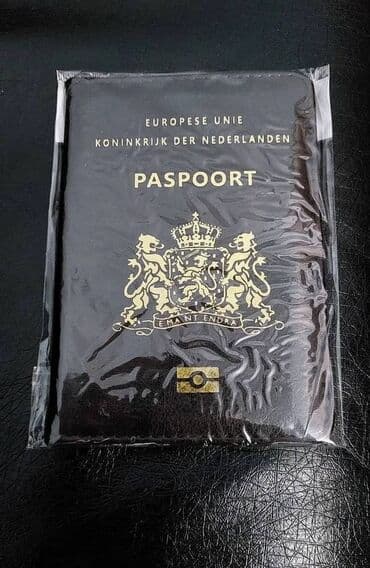 EUROPESE UNIE
KONINKRIJK DER NEDERLANDEN
PASPOORT